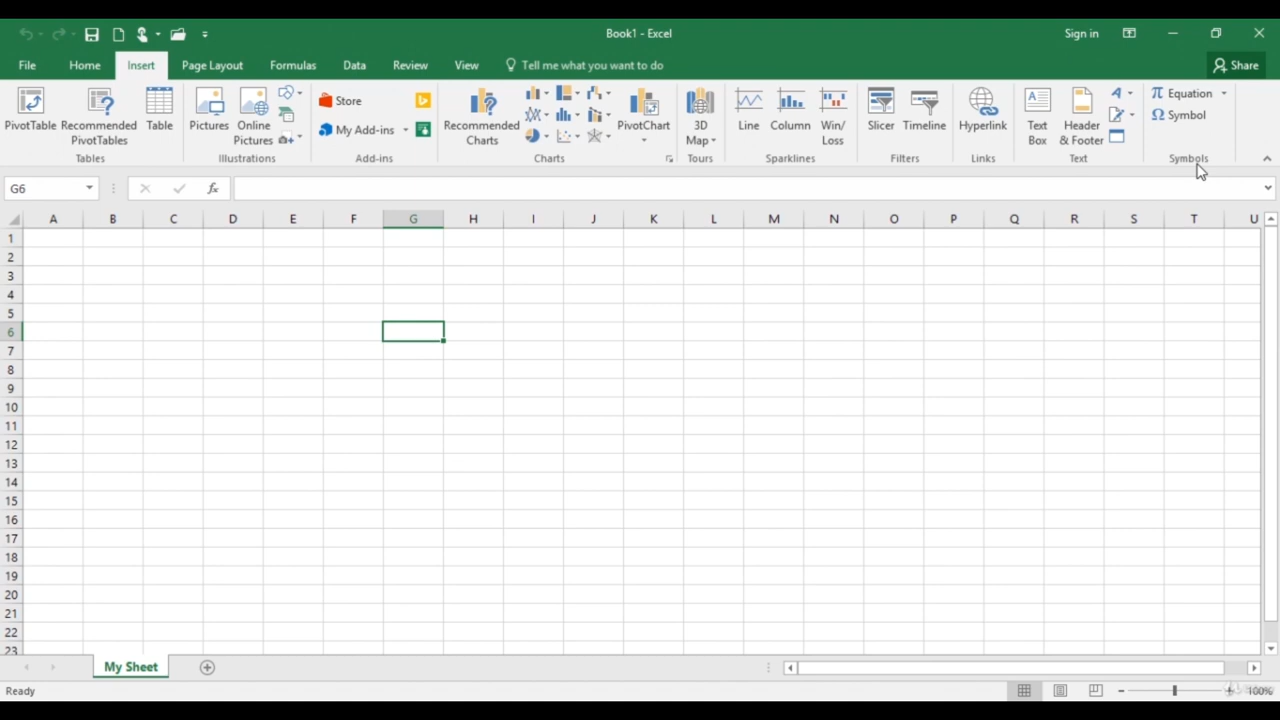 Book1 - Excel
Sign in
File Home Insert Page Layout Formulas Data Review View Tell me what you want to do Share
PivotTable Recommended PivotTables Table
Tables
Pictures Online Pictures
Illustrations
Store
My Add-ins
Add-ins
Recommended Charts PivotChart
Charts
3D Map
Tours
Line Column Win/ Loss
Sparklines
Slicer Timeline
Filters
Hyperlink
Links
Text Box Header & Footer
Text
π Equation
Ω Symbol
Symbols
G6
fx
A B C D E F G H I J K L M N O P Q R S T U
1
2
3
4
5
6
7
8
9
10
11
12
13
14
15
16
17
18
19
20
21
22
23
My Sheet
Ready
100%